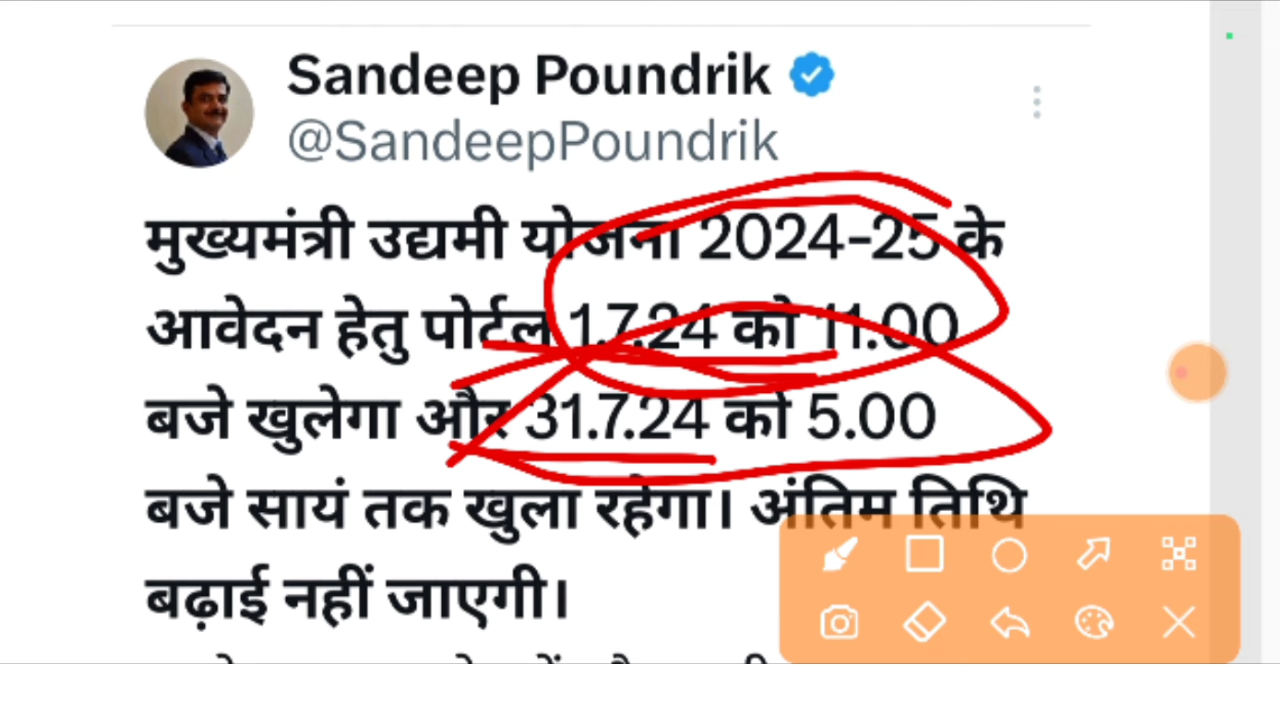 Sandeep Poundrik
@SandeepPoundrik
मुख्यमंत्री उद्यमी योजना 2024-25 के
आवेदन हेतु पोर्टल 1.7.24 को 11.00
बजे खुलेगा और 31.7.24 को 5.00
बजे सायं तक खुला रहेगा। अंतिम तिथि
बढ़ाई नहीं जाएगी।